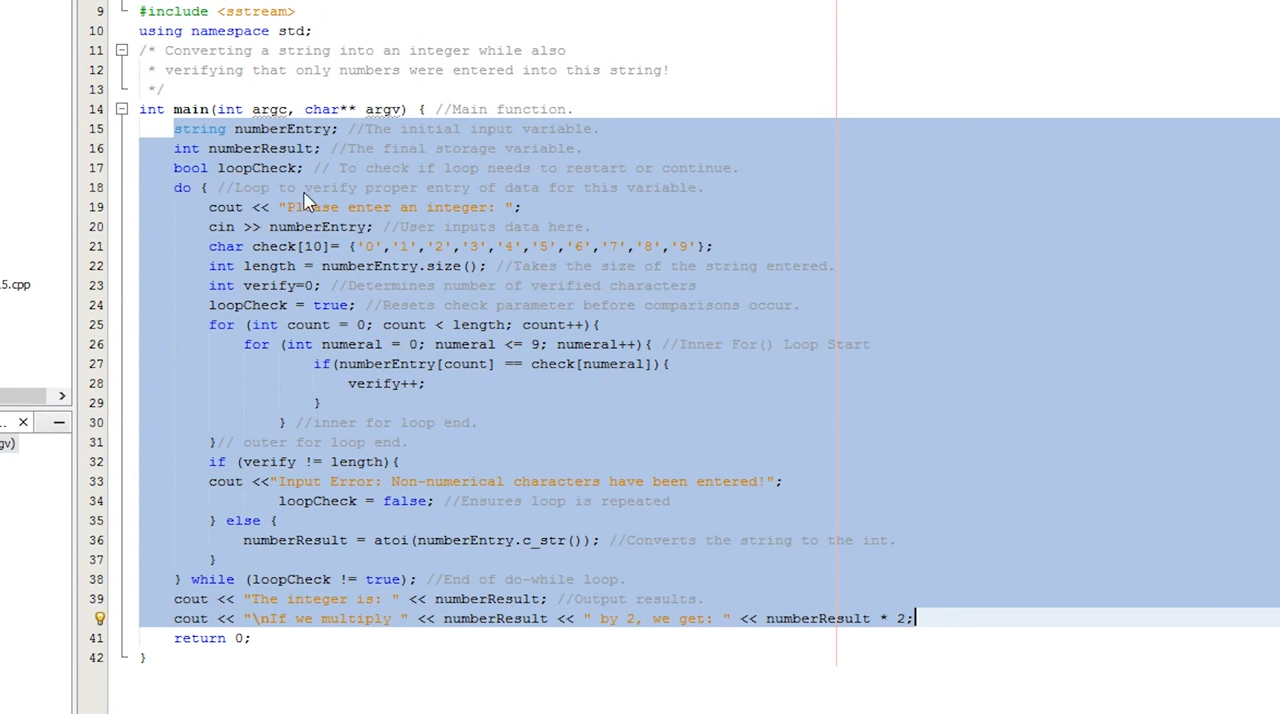 9 #include <sstream>
10 using namespace std;
11 /* Converting a string into an integer while also
12 * verifying that only numbers were entered into this string!
13 */
14 int main(int argc, char** argv) { //Main function.
15 string numberEntry; //The initial input variable.
16 int numberResult; //The final storage variable.
17 bool loopCheck; // To check if loop needs to restart or continue.
18 do { //Loop to verify proper entry of data for this variable.
19 cout << "Please enter an integer: ";
20 cin >> numberEntry; //User inputs data here.
21 char check[10]= {'0','1','2','3','4','5','6','7','8','9'};
22 int length = numberEntry.size(); //Takes the size of the string entered.
23 int verify=0; //Determines number of verified characters
24 loopCheck = true; //Resets check parameter before comparisons occur.
25 for (int count = 0; count < length; count++){
26 for (int numeral = 0; numeral <= 9; numeral++){ //Inner For() Loop Start
27 if(numberEntry[count] == check[numeral]){
28 verify++;
29 }
30 } //inner for loop end.
31 }// outer for loop end.
32 if (verify != length){
33 cout <<"Input Error: Non-numerical characters have been entered!";
34 loopCheck = false; //Ensures loop is repeated
35 } else {
36 numberResult = atoi(numberEntry.c_str()); //Converts the string to the int.
37 }
38 } while (loopCheck != true); //End of do-while loop.
39 cout << "The integer is: " << numberResult; //Output results.
40 cout << "\nIf we multiply " << numberResult << " by 2, we get: " << numberResult * 2;
41 return 0;
42 }
5.cpp
gv)